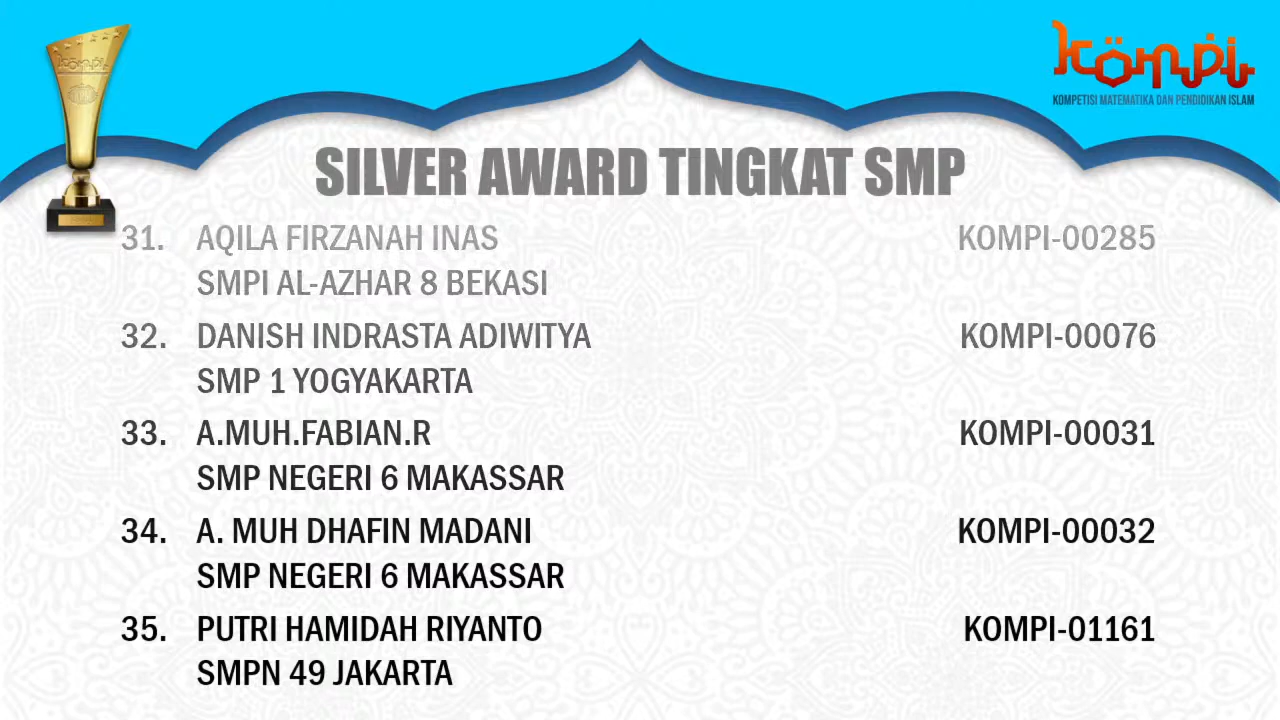 kömpi
KOMPETISI MATEMATIKA DAN PENDIDIKAN ISLAM
SILVER AWARD TINGKAT SMP
31. AQILA FIRZANAH INAS KOMPI-00285
SMPI AL-AZHAR 8 BEKASI
32. DANISH INDRASTA ADIWITYA KOMPI-00076
SMP 1 YOGYAKARTA
33. A.MUH.FABIAN.R KOMPI-00031
SMP NEGERI 6 MAKASSAR
34. A. MUH DHAFIN MADANI KOMPI-00032
SMP NEGERI 6 MAKASSAR
35. PUTRI HAMIDAH RIYANTO KOMPI-01161
SMPN 49 JAKARTA